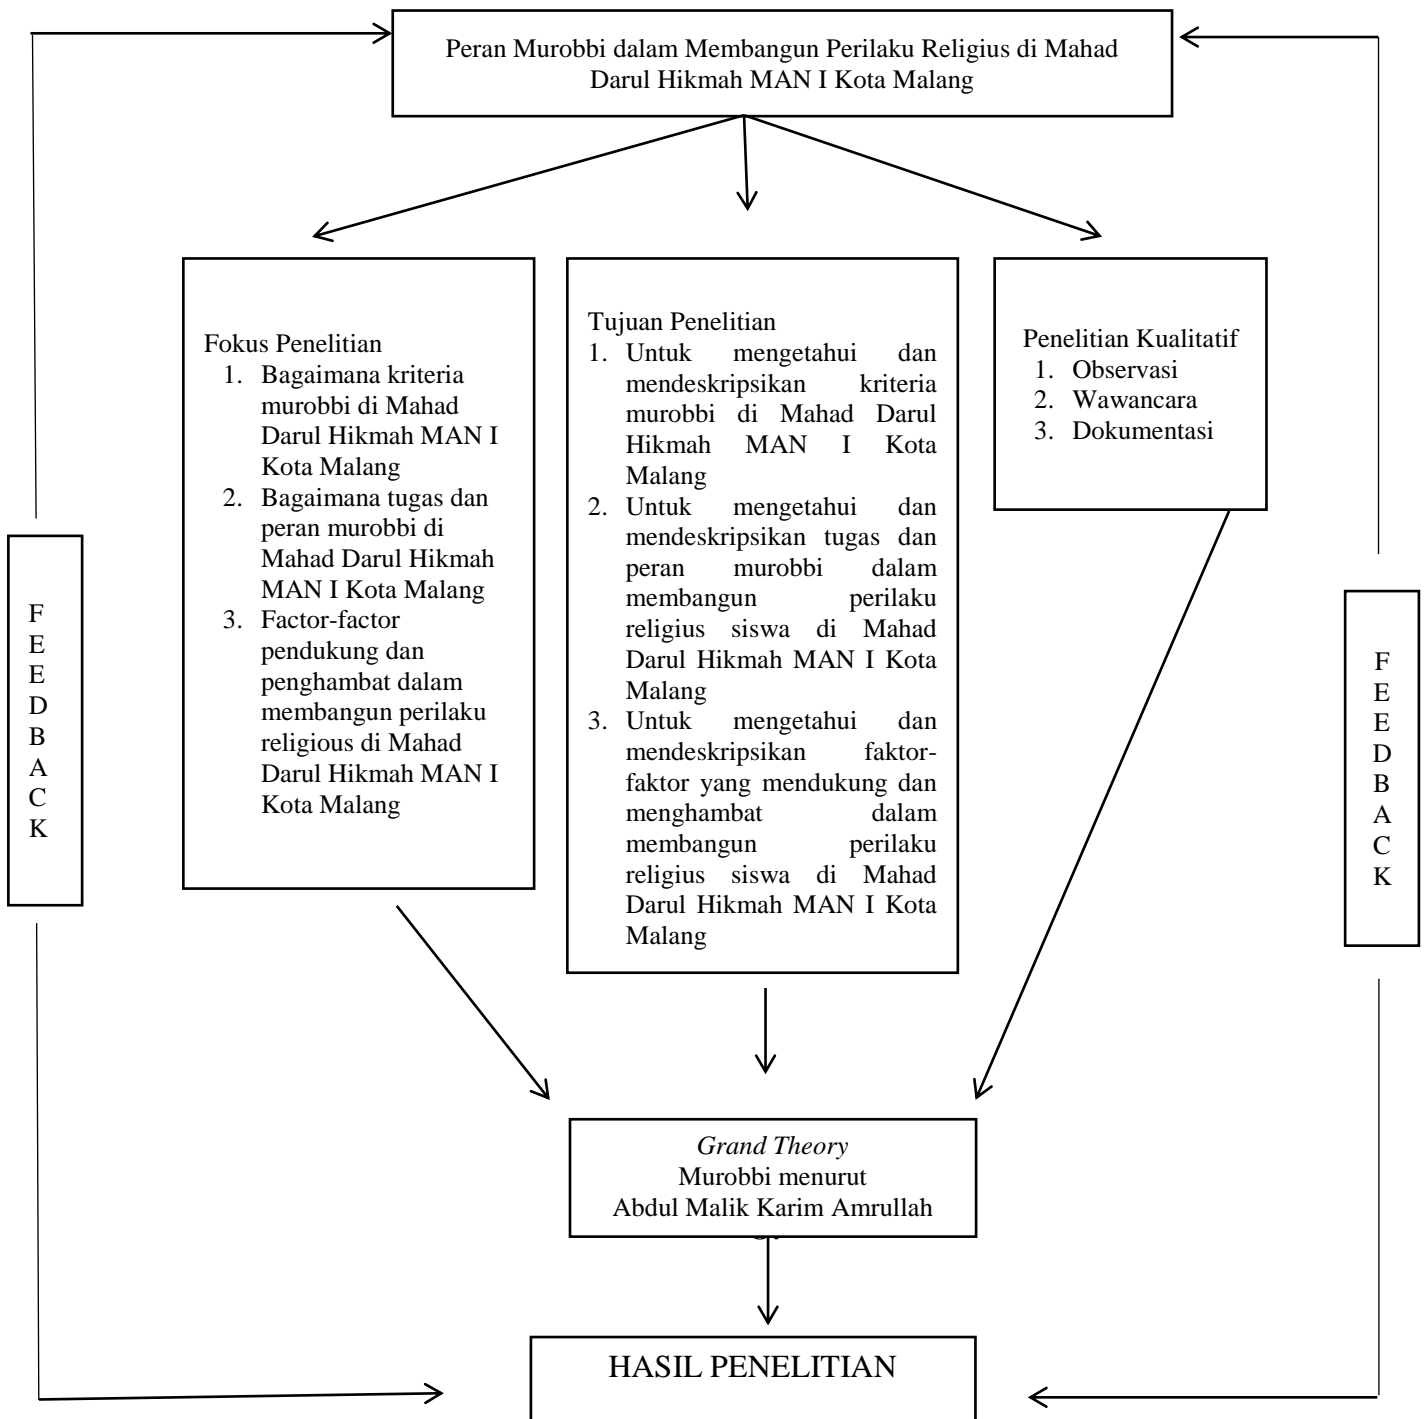 Peran Murobbi dalam Membangun Perilaku Religius di Mahad
Darul Hikmah MAN I Kota Malang
Fokus Penelitian
1. Bagaimana kriteria
murobbi di Mahad
Darul Hikmah MAN I
Kota Malang
2. Bagaimana tugas dan
peran murobbi di
Mahad Darul Hikmah
MAN I Kota Malang
3. Factor-factor
pendukung dan
penghambat dalam
membangun perilaku
religious di Mahad
Darul Hikmah MAN I
Kota Malang
Tujuan Penelitian
1. Untuk mengetahui dan
mendeskripsikan kriteria
murobbi di Mahad Darul
Hikmah MAN I Kota
Malang
2. Untuk mengetahui dan
mendeskripsikan tugas dan
peran murobbi dalam
membangun perilaku
religius siswa di Mahad
Darul Hikmah MAN I Kota
Malang
3. Untuk mengetahui dan
mendeskripsikan faktor-
faktor yang mendukung dan
menghambat dalam
membangun perilaku
religius siswa di Mahad
Darul Hikmah MAN I Kota
Malang
Penelitian Kualitatif
1. Observasi
2. Wawancara
3. Dokumentasi
F
E
E
D
B
A
C
K
F
E
E
D
B
A
C
K
Grand Theory
Murobbi menurut
Abdul Malik Karim Amrullah
HASIL PENELITIAN